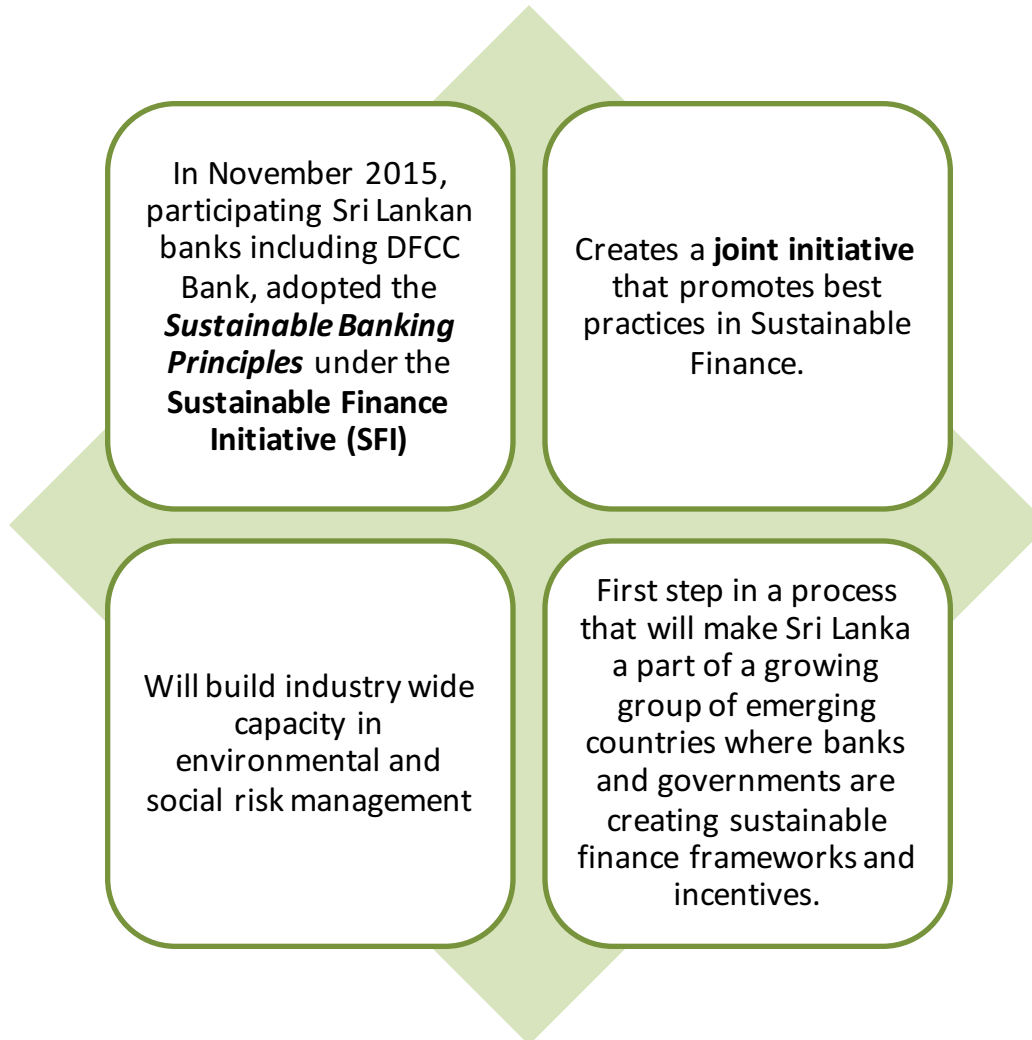 In November 2015,
participating Sri Lankan
banks including DFCC
Bank, adopted the
Sustainable Banking
Principles under the
Sustainable Finance
Initiative (SFI)
Creates a joint initiative
that promotes best
practices in Sustainable
Finance.
Will build industry wide
capacity in
environmental and
social risk management
First step in a process
that will make Sri Lanka
a part of a growing
group of emerging
countries where banks
and governments are
creating sustainable
finance frameworks and
incentives.